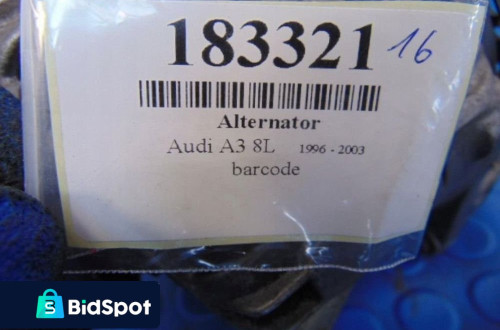 183321 16
Alternator
Audi A3 8L 1996 - 2003
barcode
S BidSpot